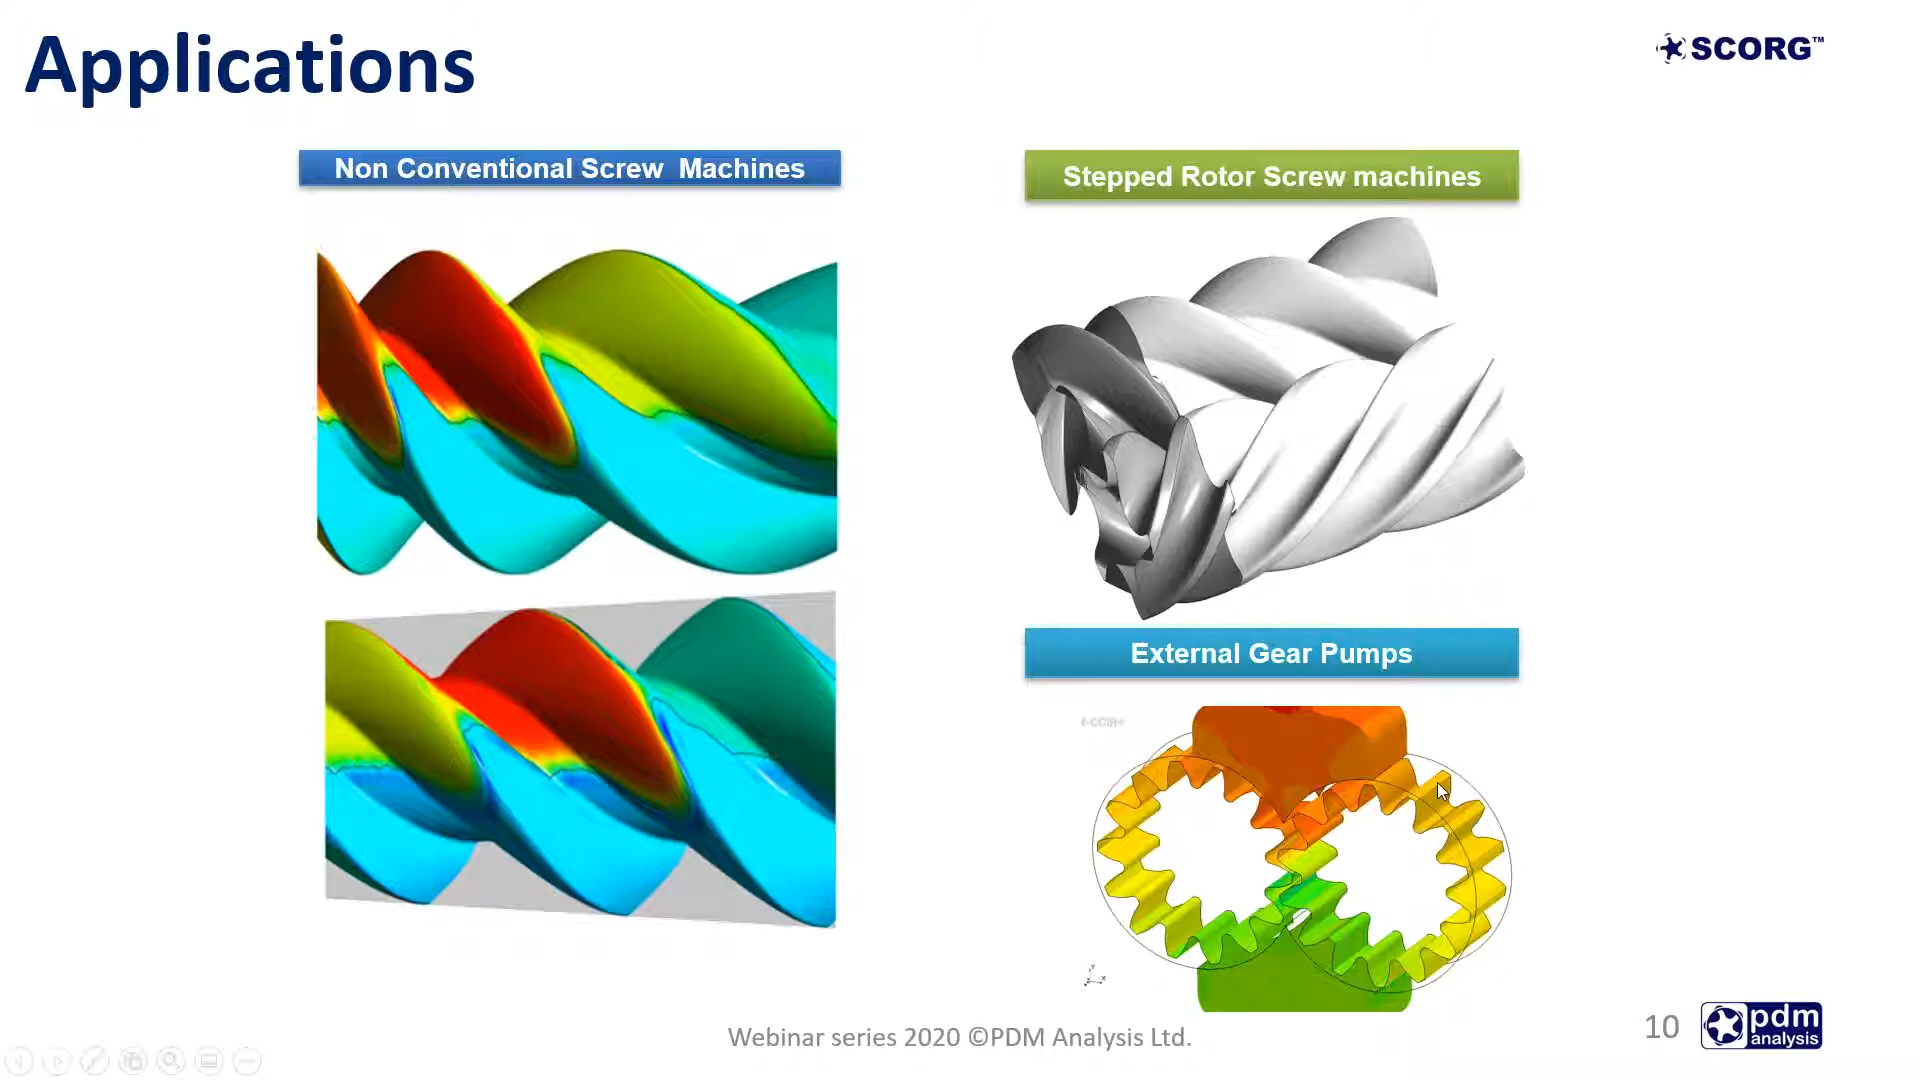 Applications
SCORG™
Non Conventional Screw Machines
Stepped Rotor Screw machines
External Gear Pumps
Webinar series 2020 ©PDM Analysis Ltd.
10
pdm
analysis